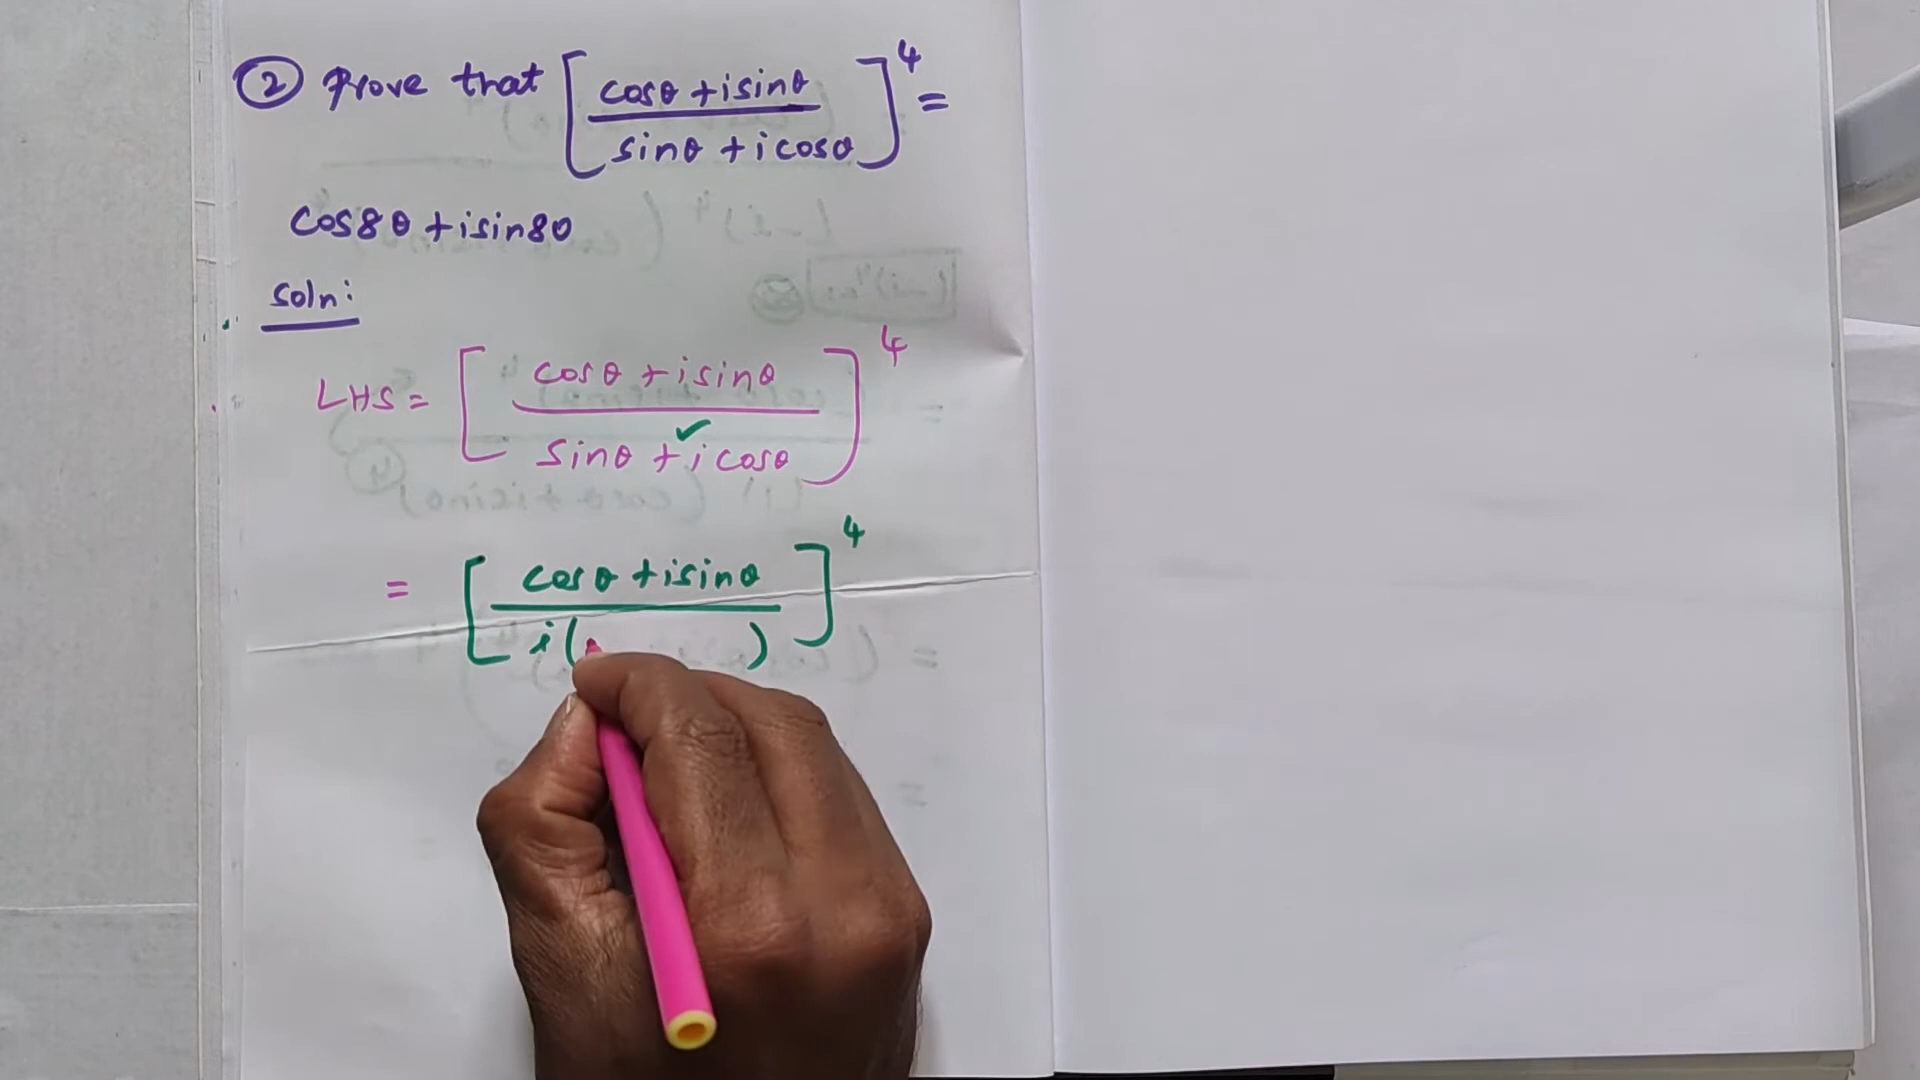 ② Prove that [ cosθ + isinθ / sinθ + icosθ ]⁴ =
cos8θ + isin8θ
Soln:
LHS = [ cosθ + isinθ / sinθ + icosθ ]⁴
= [ cosθ + isinθ / i( ) ]⁴